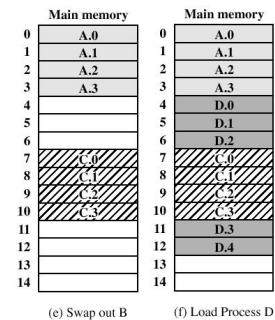 Main memory
0 A.0
1 A.1
2 A.2
3 A.3
4
5
6
7 C.0
8 C.1
9 C.2
10 C.3
11
12
13
14
(e) Swap out B
Main memory
0 A.0
1 A.1
2 A.2
3 A.3
4 D.0
5 D.1
6 D.2
7 C.0
8 C.1
9 C.2
10 C.3
11 D.3
12 D.4
13
14
(f) Load Process D